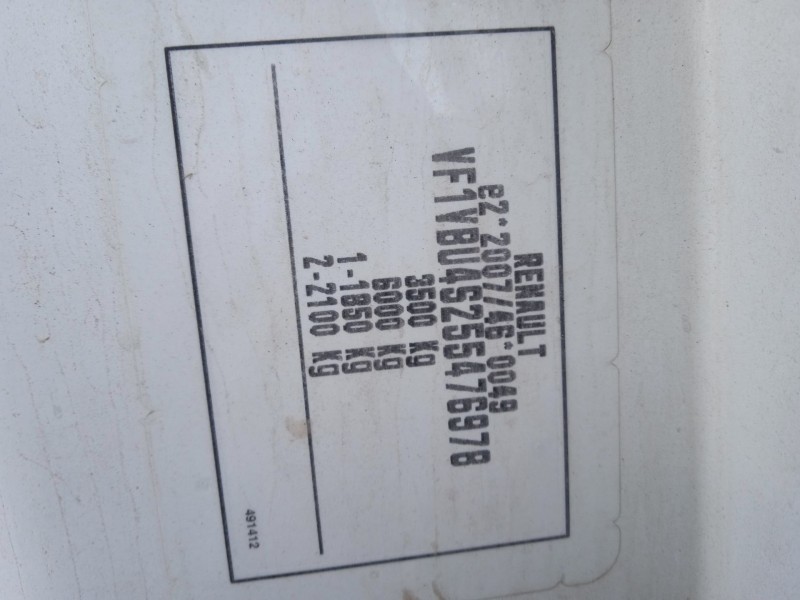 RENAULT
e2*2007/46*0049
VF1VBU4S255476978
3500 kg
6000 kg
1-1850 kg
2-2100 kg
491412